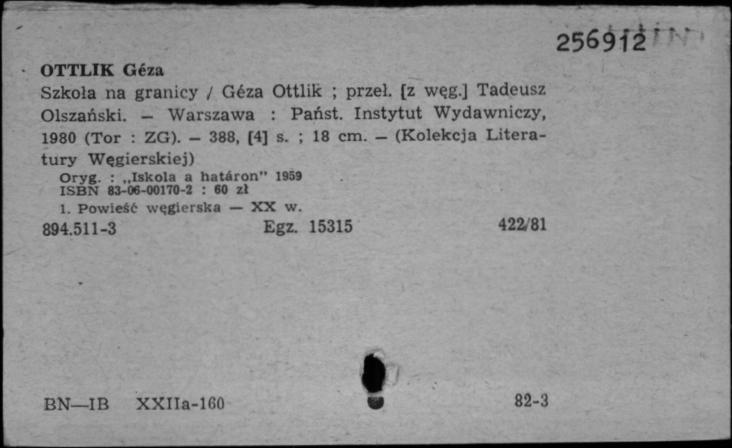 256912
OTTLIK Géza
Szkoła na granicy / Géza Ottlik ; przeł. [z węg.] Tadeusz
Olszański. — Warszawa : Państ. Instytut Wydawniczy,
1980 (Tor : ZG). — 388, [4] s. ; 18 cm. — (Kolekcja Litera-
tury Węgierskiej)
Oryg. : „Iskola a határon" 1959
ISBN 83-06-00170-2 : 60 zł
1. Powieść węgierska — XX w.
894.511-3 Egz. 15315 422/81
BN—IB XXIIa-160 82-3